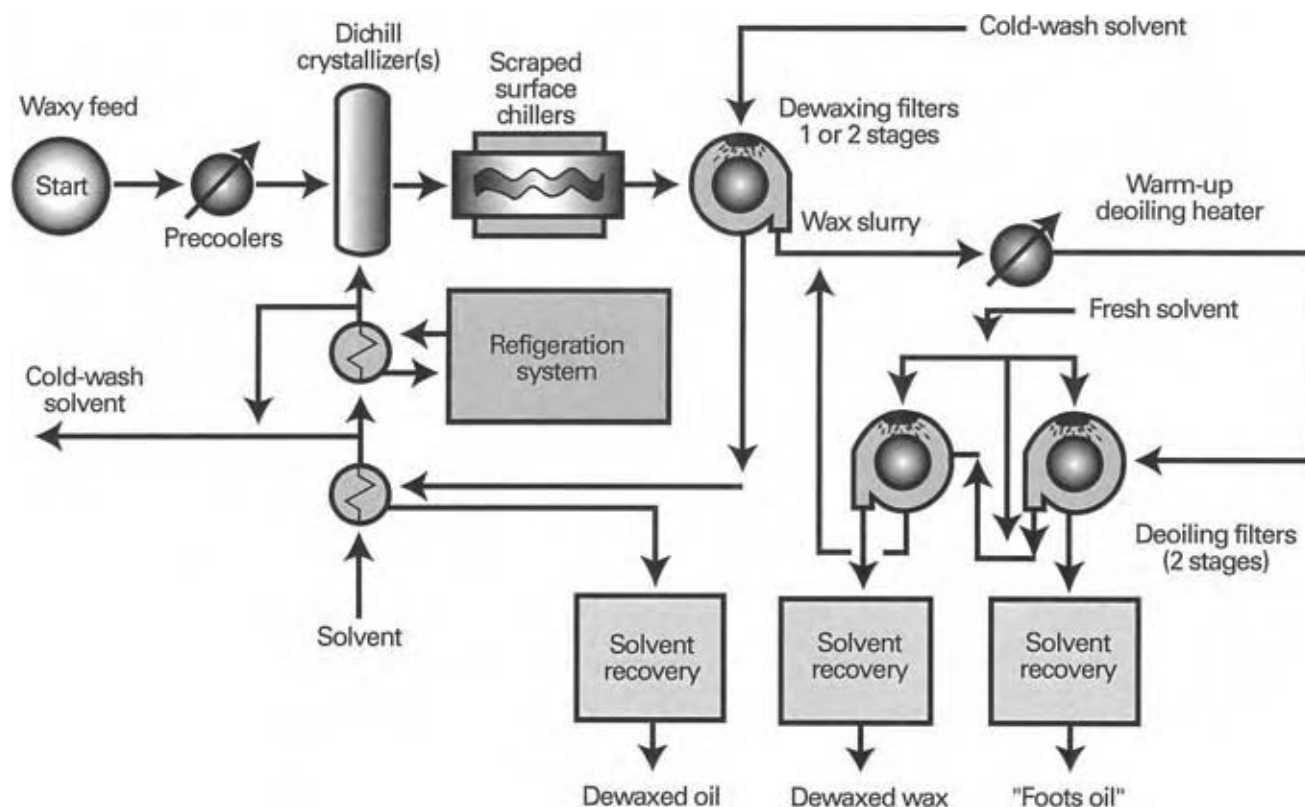 Dichill
crystallizer(s)
Cold-wash solvent
Scraped
surface
chillers
Waxy feed
Dewaxing filters
1 or 2 stages
Start
Warm-up
deoiling heater
Precoolers
Wax slurry
Fresh solvent
Refigeration
system
Cold-wash
solvent
Deoiling filters
(2 stages)
Solvent
Solvent
recovery
Solvent
recovery
Solvent
recovery
Dewaxed oil
Dewaxed wax
"Foots oil"